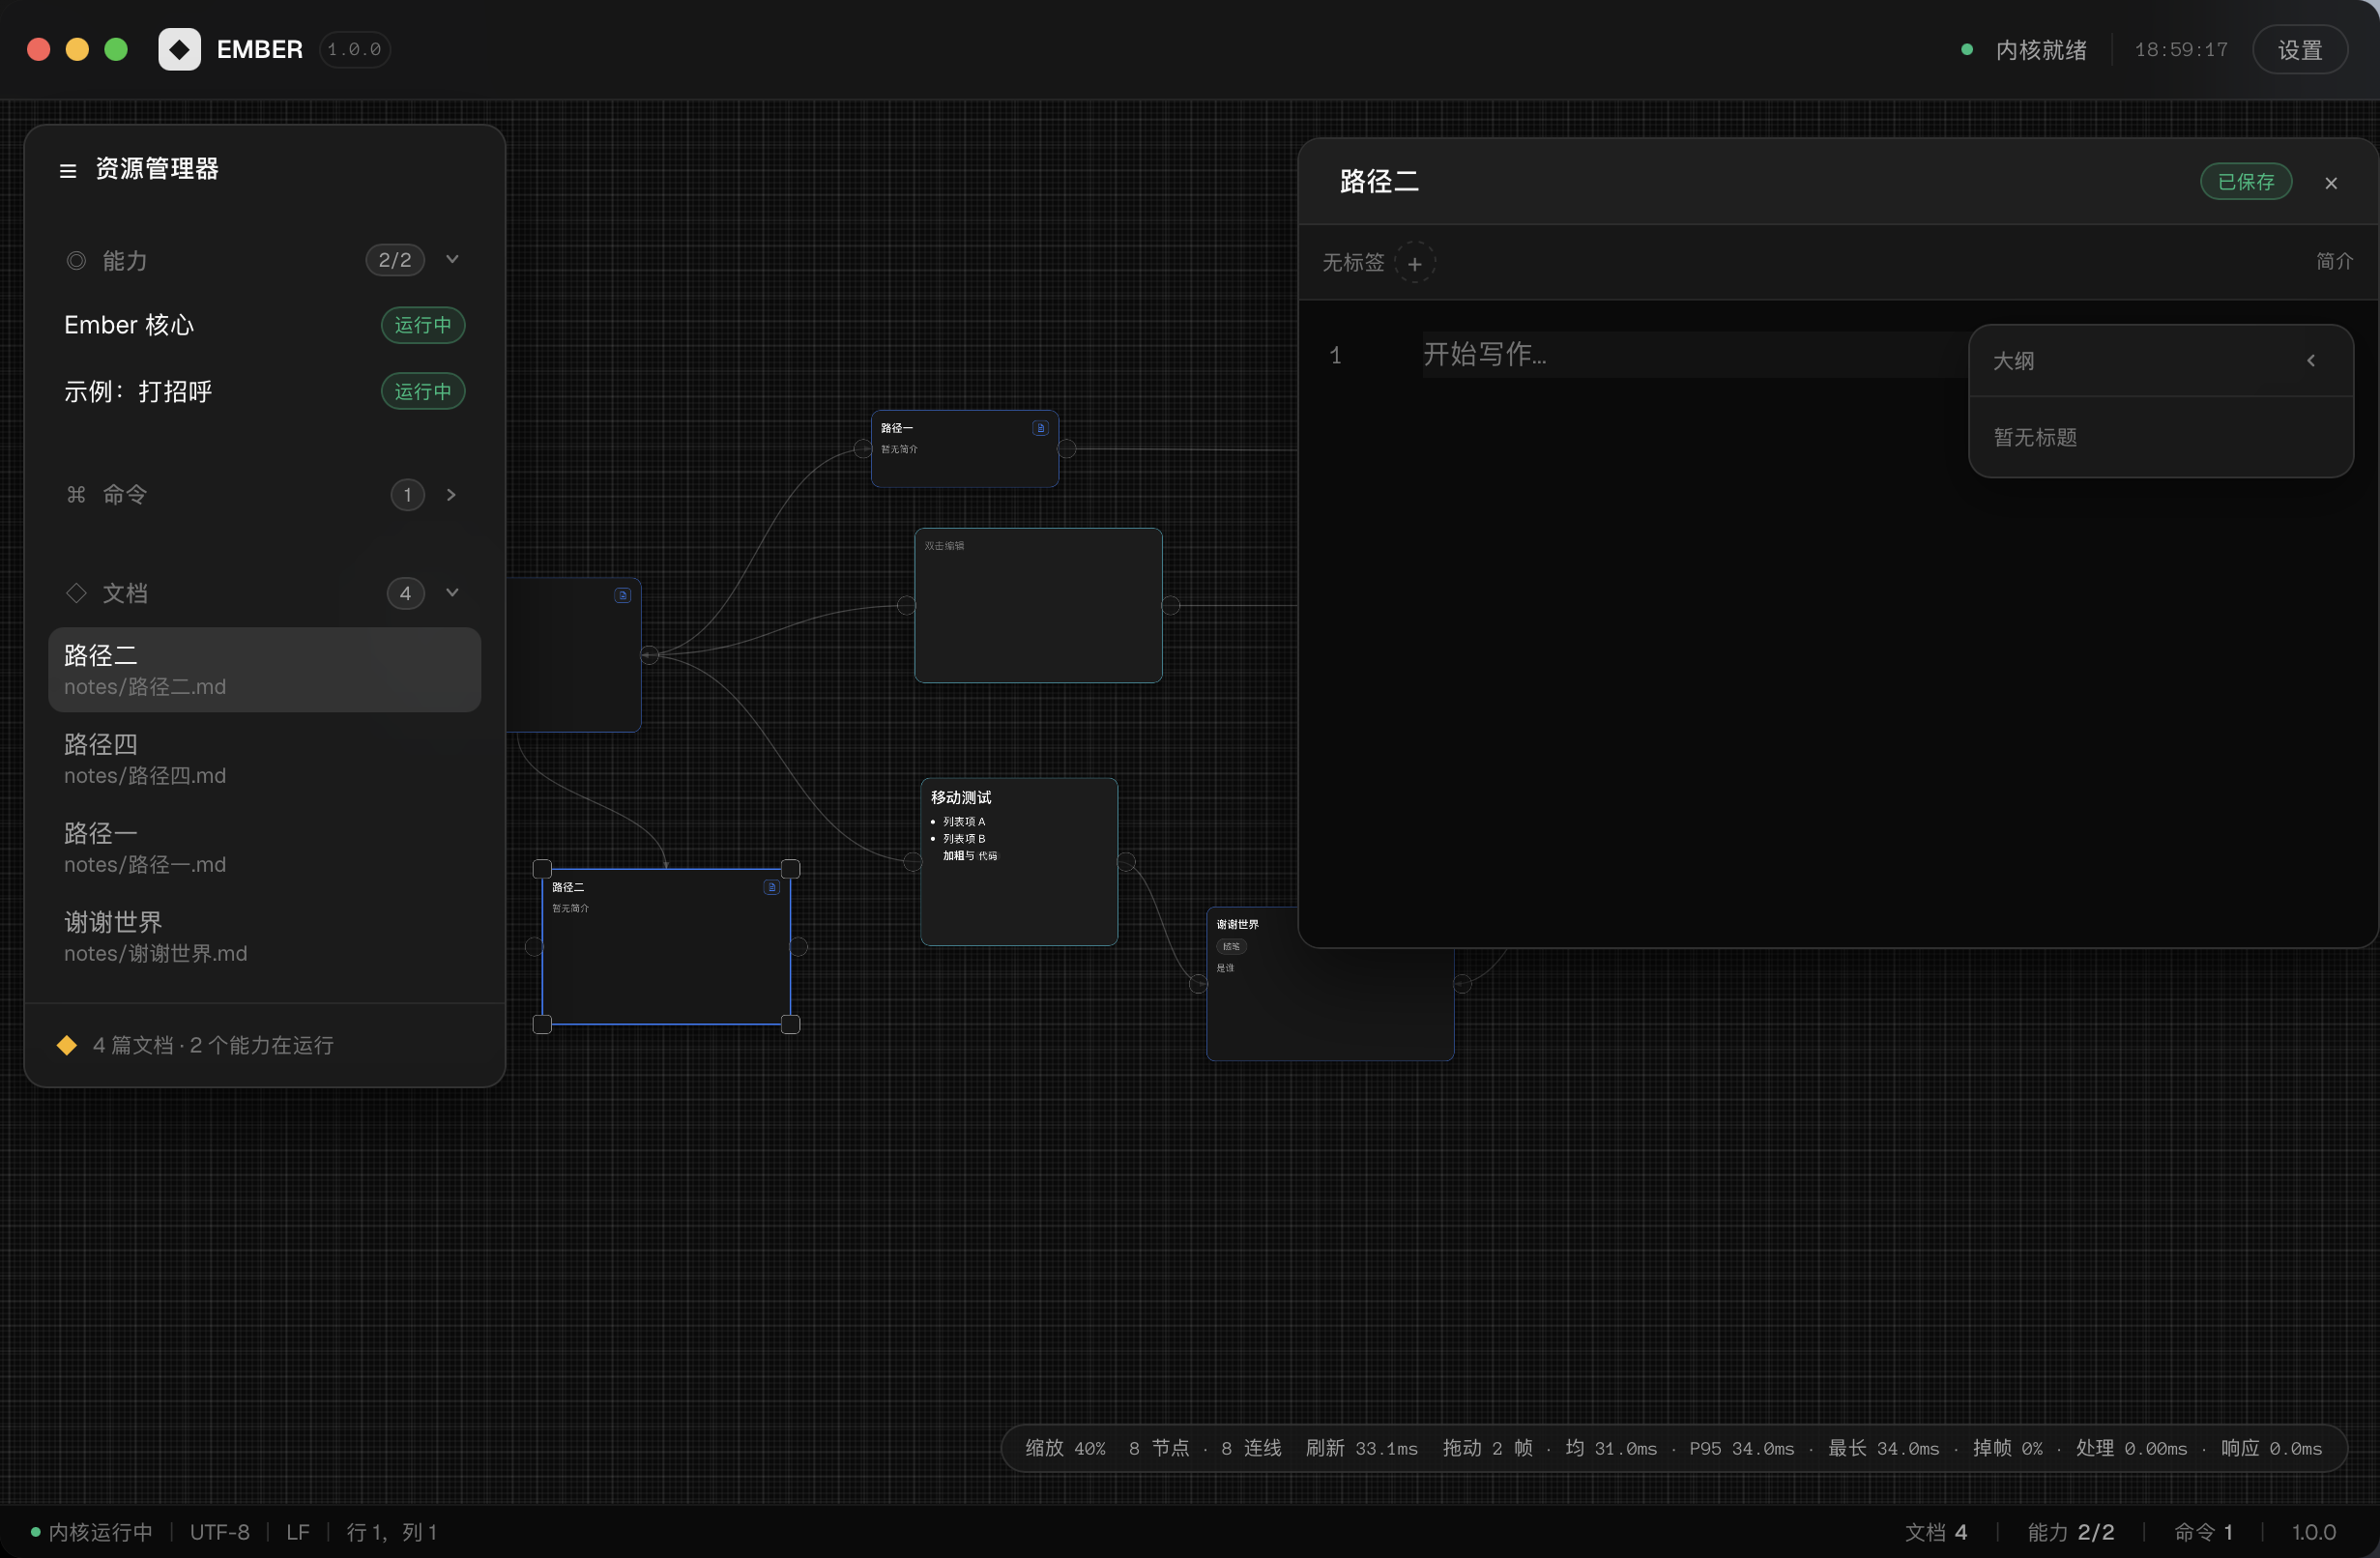 EMBER 1.0.0
内核就绪 18:59:17 设置
资源管理器
能力 2/2
Ember 核心 运行中
示例：打招呼 运行中
命令 1
文档 4
路径二
notes/路径二.md
路径四
notes/路径四.md
路径一
notes/路径一.md
谢谢世界
notes/谢谢世界.md
4 篇文档 · 2 个能力在运行
路径一
暂无简介
双击编辑
移动测试
列表项 A
列表项 B
加粗与 代码
路径二
暂无简介
谢谢世界
随笔
是谁
路径二 已保存 ×
无标签 + 简介
1 开始写作...
大纲
暂无标题
缩放 40% 8 节点 · 8 连线 刷新 33.1ms 拖动 2 帧 · 均 31.0ms · P95 34.0ms · 最长 34.0ms · 掉帧 0% · 处理 0.00ms · 响应 0.0ms
内核运行中 UTF-8 LF 行 1，列 1
文档 4 能力 2/2 命令 1 1.0.0